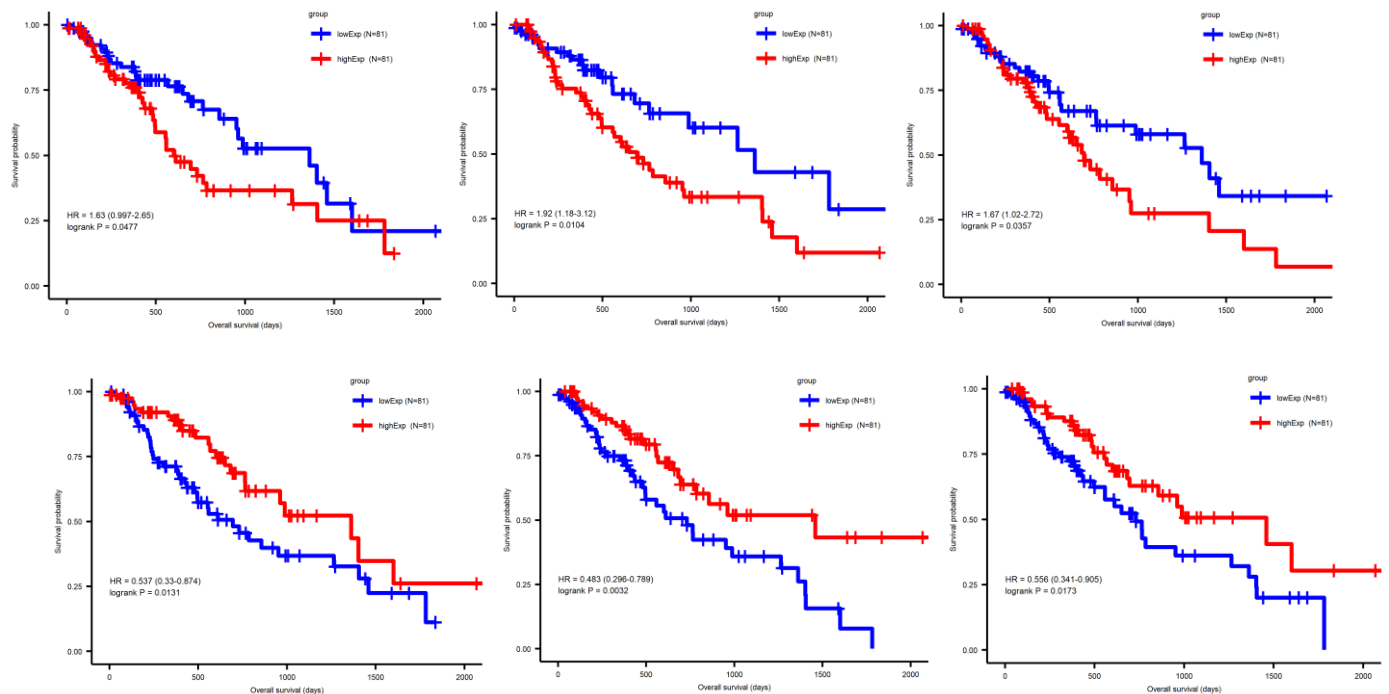 group
lowExp (N=81)
highExp (N=81)
1.00
0.75
0.50
0.25
0.00
Survival probability
HR = 1.63 (0.997-2.65)
logrank P = 0.0477
0 500 1000 1500 2000
Overall survival (days)
group
lowExp (N=81)
highExp (N=81)
1.00
0.75
0.50
0.25
0.00
Survival probability
HR = 1.92 (1.18-3.12)
logrank P = 0.0104
0 500 1000 1500 2000
Overall survival (days)
group
lowExp (N=81)
highExp (N=81)
1.00
0.75
0.50
0.25
0.00
Survival probability
HR = 1.67 (1.02-2.72)
logrank P = 0.0357
0 500 1000 1500 2000
Overall survival (days)
group
lowExp (N=81)
highExp (N=81)
1.00
0.75
0.50
0.25
0.00
Survival probability
HR = 0.537 (0.33-0.874)
logrank P = 0.0131
0 500 1000 1500 2000
Overall survival (days)
group
lowExp (N=81)
highExp (N=81)
1.00
0.75
0.50
0.25
0.00
Survival probability
HR = 0.483 (0.296-0.789)
logrank P = 0.0032
0 500 1000 1500 2000
Overall survival (days)
group
lowExp (N=81)
highExp (N=81)
1.00
0.75
0.50
0.25
0.00
Survival probability
HR = 0.556 (0.341-0.905)
logrank P = 0.0173
0 500 1000 1500 2000
Overall survival (days)